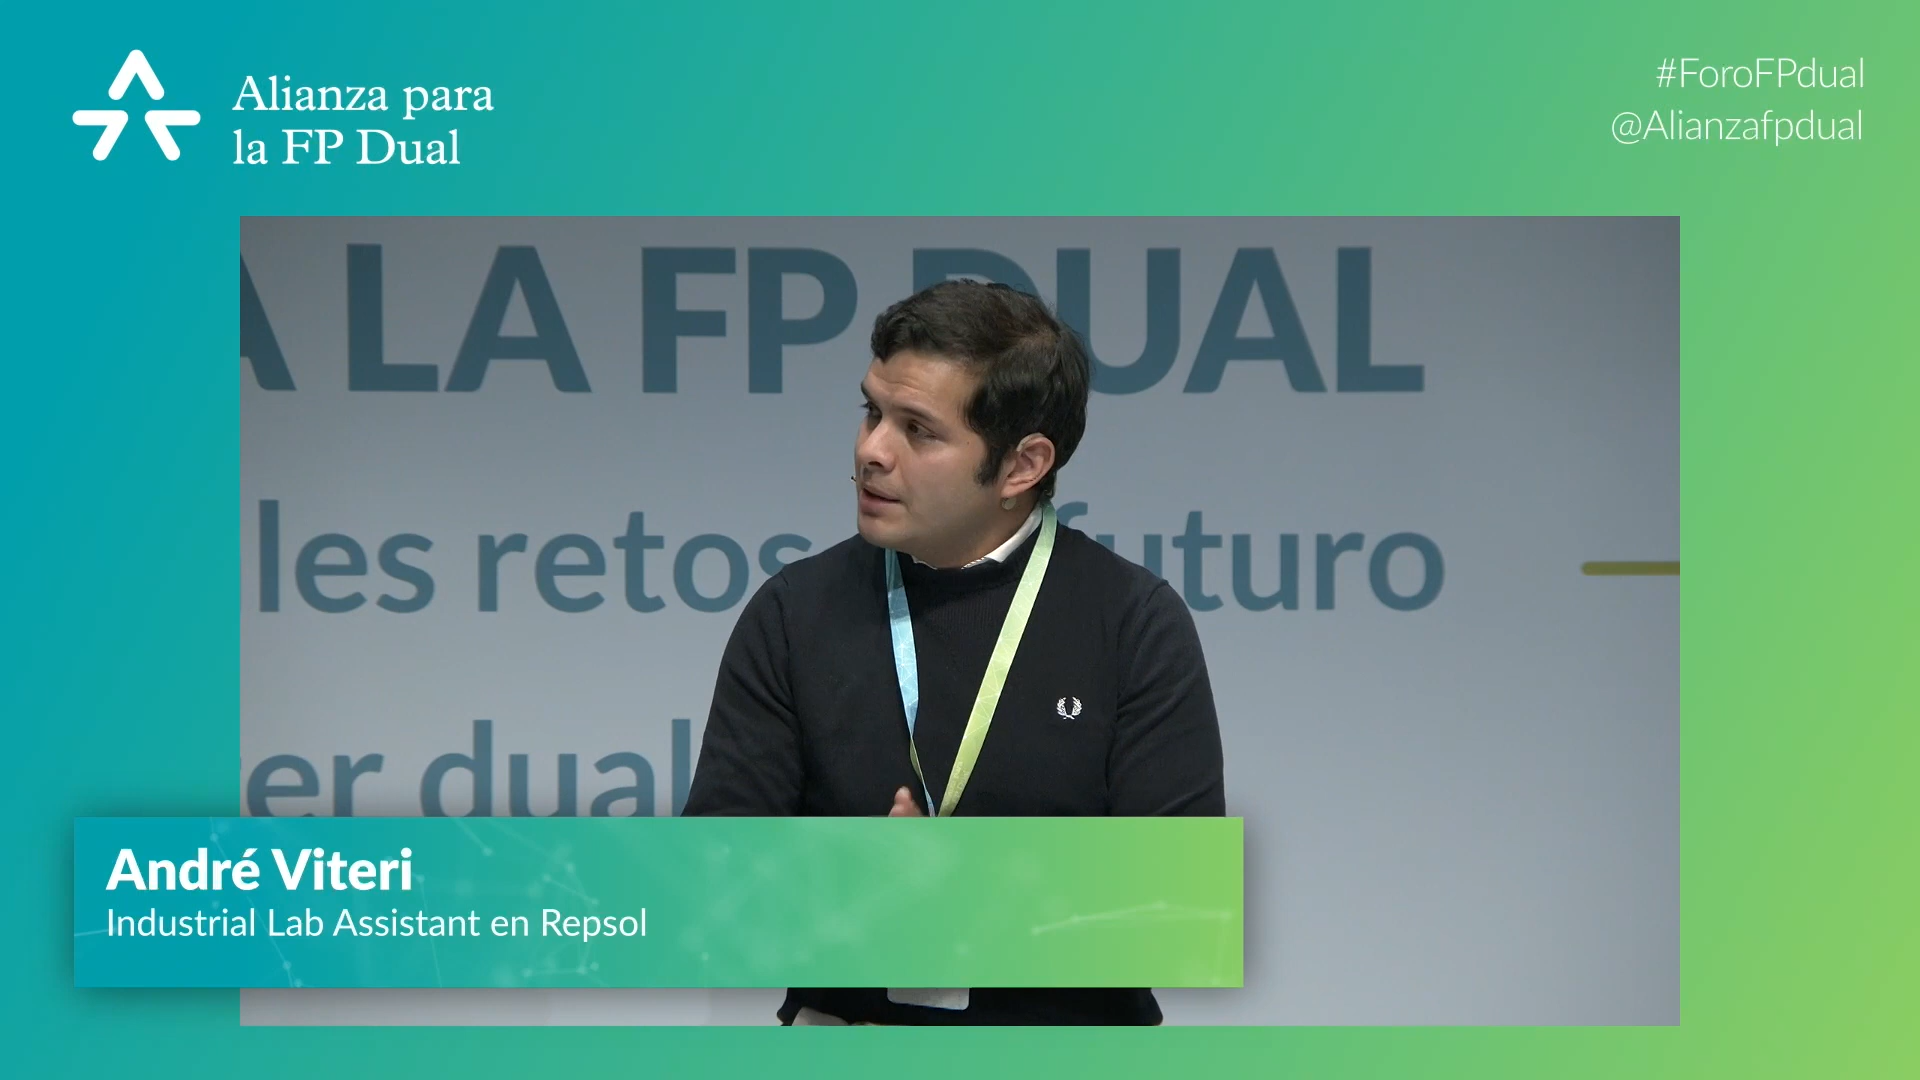 Alianza para
la FP Dual
#ForoFPdual
@Alianzafpdual
A LA FP DUAL
les retos futuro
er dual
André Viteri
Industrial Lab Assistant en Repsol